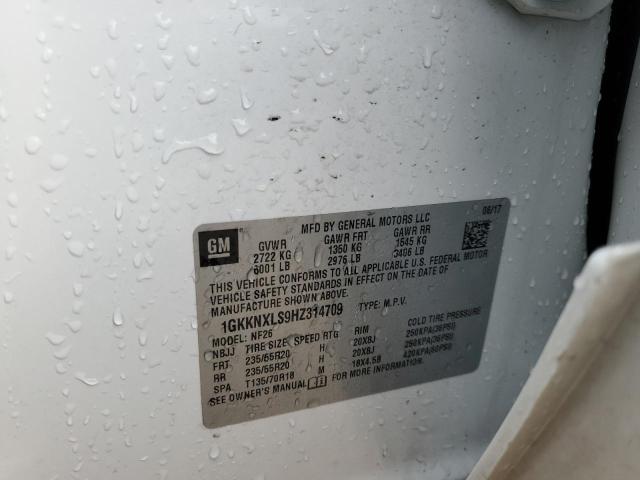 GM
MFD BY GENERAL MOTORS LLC 06/17
GVWR GAWR FRT GAWR RR
2722 KG 1350 KG 1545 KG
6001 LB 2976 LB 3406 LB
THIS VEHICLE CONFORMS TO ALL APPLICABLE U.S. FEDERAL MOTOR
VEHICLE SAFETY STANDARDS IN EFFECT ON THE DATE OF
MANUFACTURE SHOWN ABOVE.
1GKKNXLS9HZ314709 TYPE: M.P.V.
MODEL: NF26
NBJJ TIRE SIZE SPEED RTG RIM COLD TIRE PRESSURE
FRT 235/55R20 H 20X8J 250KPA(36PSI)
RR 235/55R20 H 20X8J 250KPA(36PSI)
SPA T135/70R18 M 18X4.5B 420KPA(60PSI)
SEE OWNER'S MANUAL FOR MORE INFORMATION.